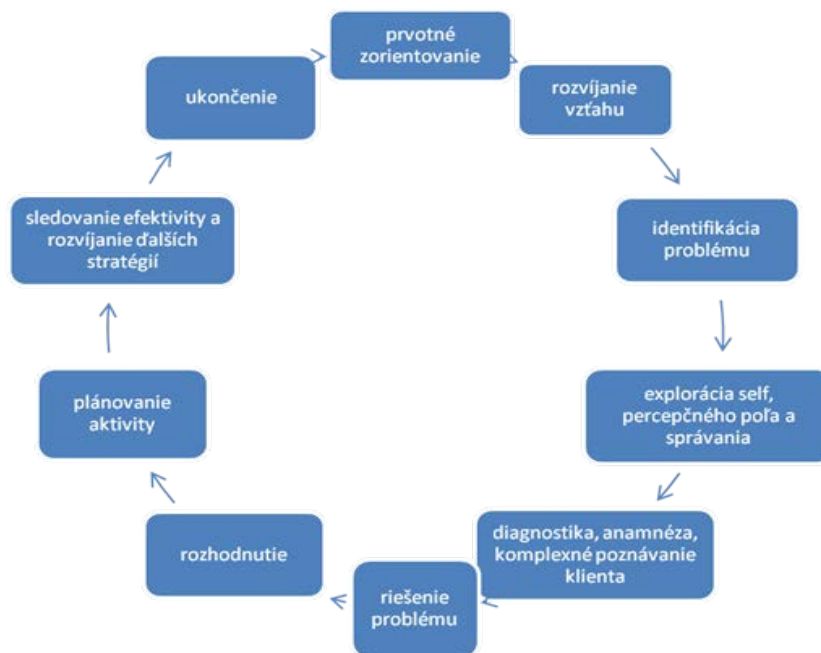 prvotné
zorientovanie
rozvíjanie
vzťahu
identifikácia
problému
explorácia self,
percepčného poľa a
správania
diagnostika, anamnéza,
komplexné poznávanie
klienta
riešenie
problému
rozhodnutie
plánovanie
aktivity
sledovanie efektivity a
rozvíjanie ďalších
stratégií
ukončenie